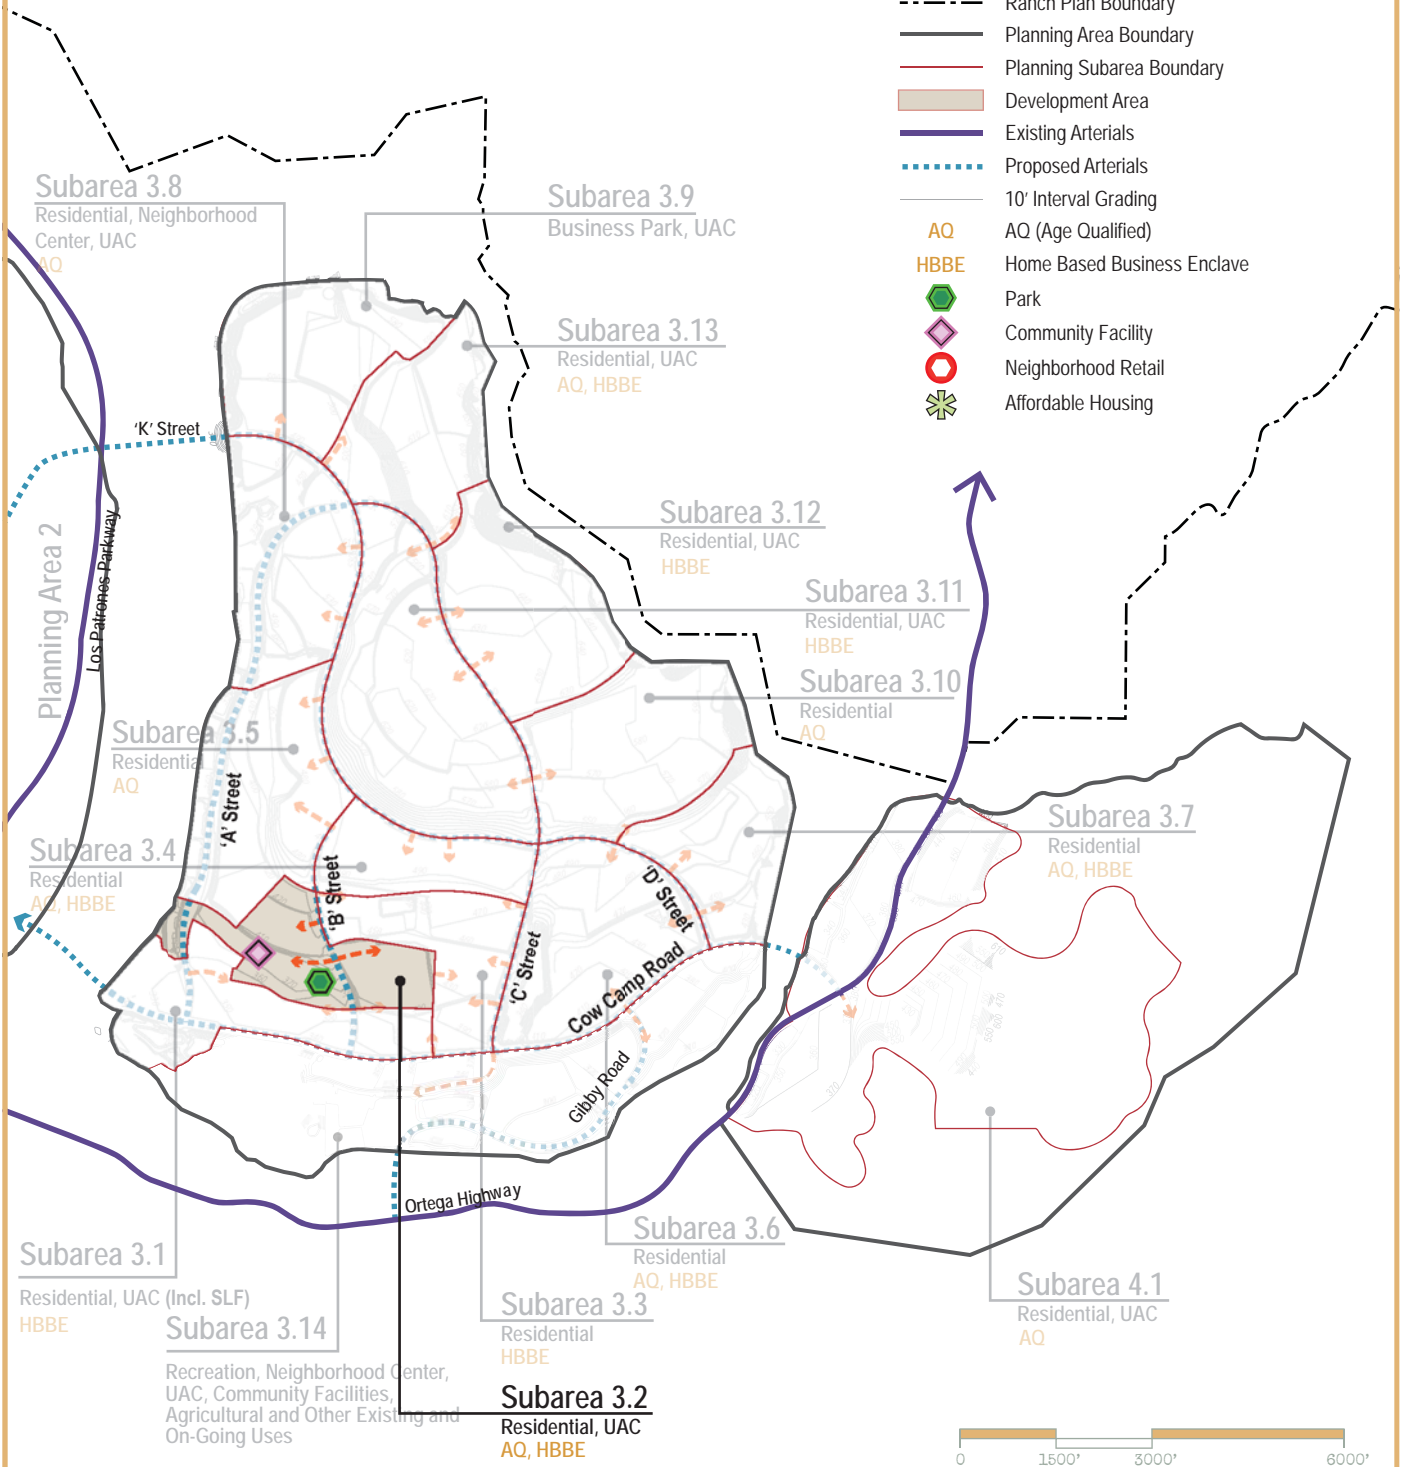 Ranch Plan Boundary
Planning Area Boundary
Planning Subarea Boundary
Development Area
Existing Arterials
Proposed Arterials
10' Interval Grading
AQ AQ (Age Qualified)
HBBE Home Based Business Enclave
Park
Community Facility
Neighborhood Retail
Affordable Housing
Subarea 3.8
Residential, Neighborhood
Center, UAC
AQ
Subarea 3.9
Business Park, UAC
Subarea 3.13
Residential, UAC
AQ, HBBE
'K' Street
Planning Area 2
Los Patrones Parkway
Subarea 3.12
Residential, UAC
HBBE
Subarea 3.11
Residential, UAC
HBBE
Subarea 3.10
Residential
AQ
Subarea 3.5
Residential
AQ
'A' Street
Subarea 3.7
Residential
AQ, HBBE
Subarea 3.4
Residential
AQ, HBBE
'B' Street
'D' Street
'C' Street
Cow Camp Road
Gibby Road
370
Ortega Highway
Subarea 3.1
Residential, UAC (Incl. SLF)
HBBE
Subarea 3.14
Recreation, Neighborhood Center,
UAC, Community Facilities,
Agricultural and Other Existing and
On-Going Uses
Subarea 3.6
Residential
AQ, HBBE
Subarea 3.3
Residential
HBBE
Subarea 3.2
Residential, UAC
AQ, HBBE
Subarea 4.1
Residential, UAC
AQ
0 1500' 3000' 6000'